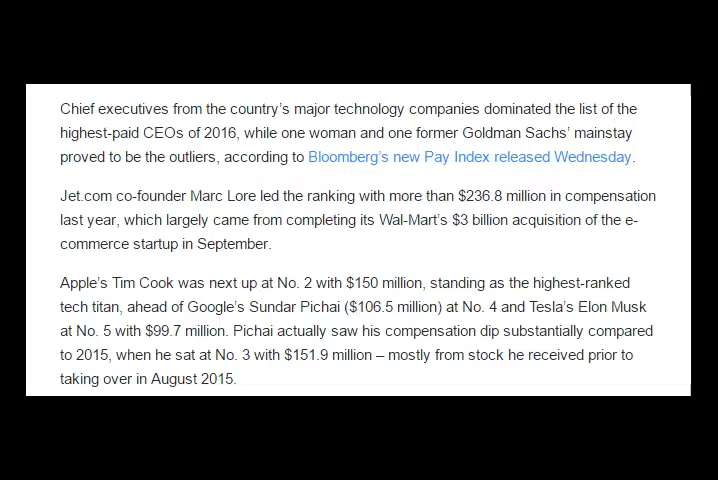 Chief executives from the country's major technology companies dominated the list of the
highest-paid CEOs of 2016, while one woman and one former Goldman Sachs' mainstay
proved to be the outliers, according to Bloomberg's new Pay Index released Wednesday.
Jet.com co-founder Marc Lore led the ranking with more than $236.8 million in compensation
last year, which largely came from completing its Wal-Mart's $3 billion acquisition of the e-
commerce startup in September.
Apple's Tim Cook was next up at No. 2 with $150 million, standing as the highest-ranked
tech titan, ahead of Google's Sundar Pichai ($106.5 million) at No. 4 and Tesla's Elon Musk
at No. 5 with $99.7 million. Pichai actually saw his compensation dip substantially compared
to 2015, when he sat at No. 3 with $151.9 million – mostly from stock he received prior to
taking over in August 2015.